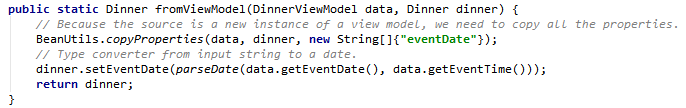 public static Dinner fromViewModel(DinnerViewModel data, Dinner dinner) {
// Because the source is a new instance of a view model, we need to copy all the properties.
BeanUtils.copyProperties(data, dinner, new String[]{"eventDate"});
// Type converter from input string to a date.
dinner.setEventDate(parseDate(data.getEventDate(), data.getEventTime()));
return dinner;
}